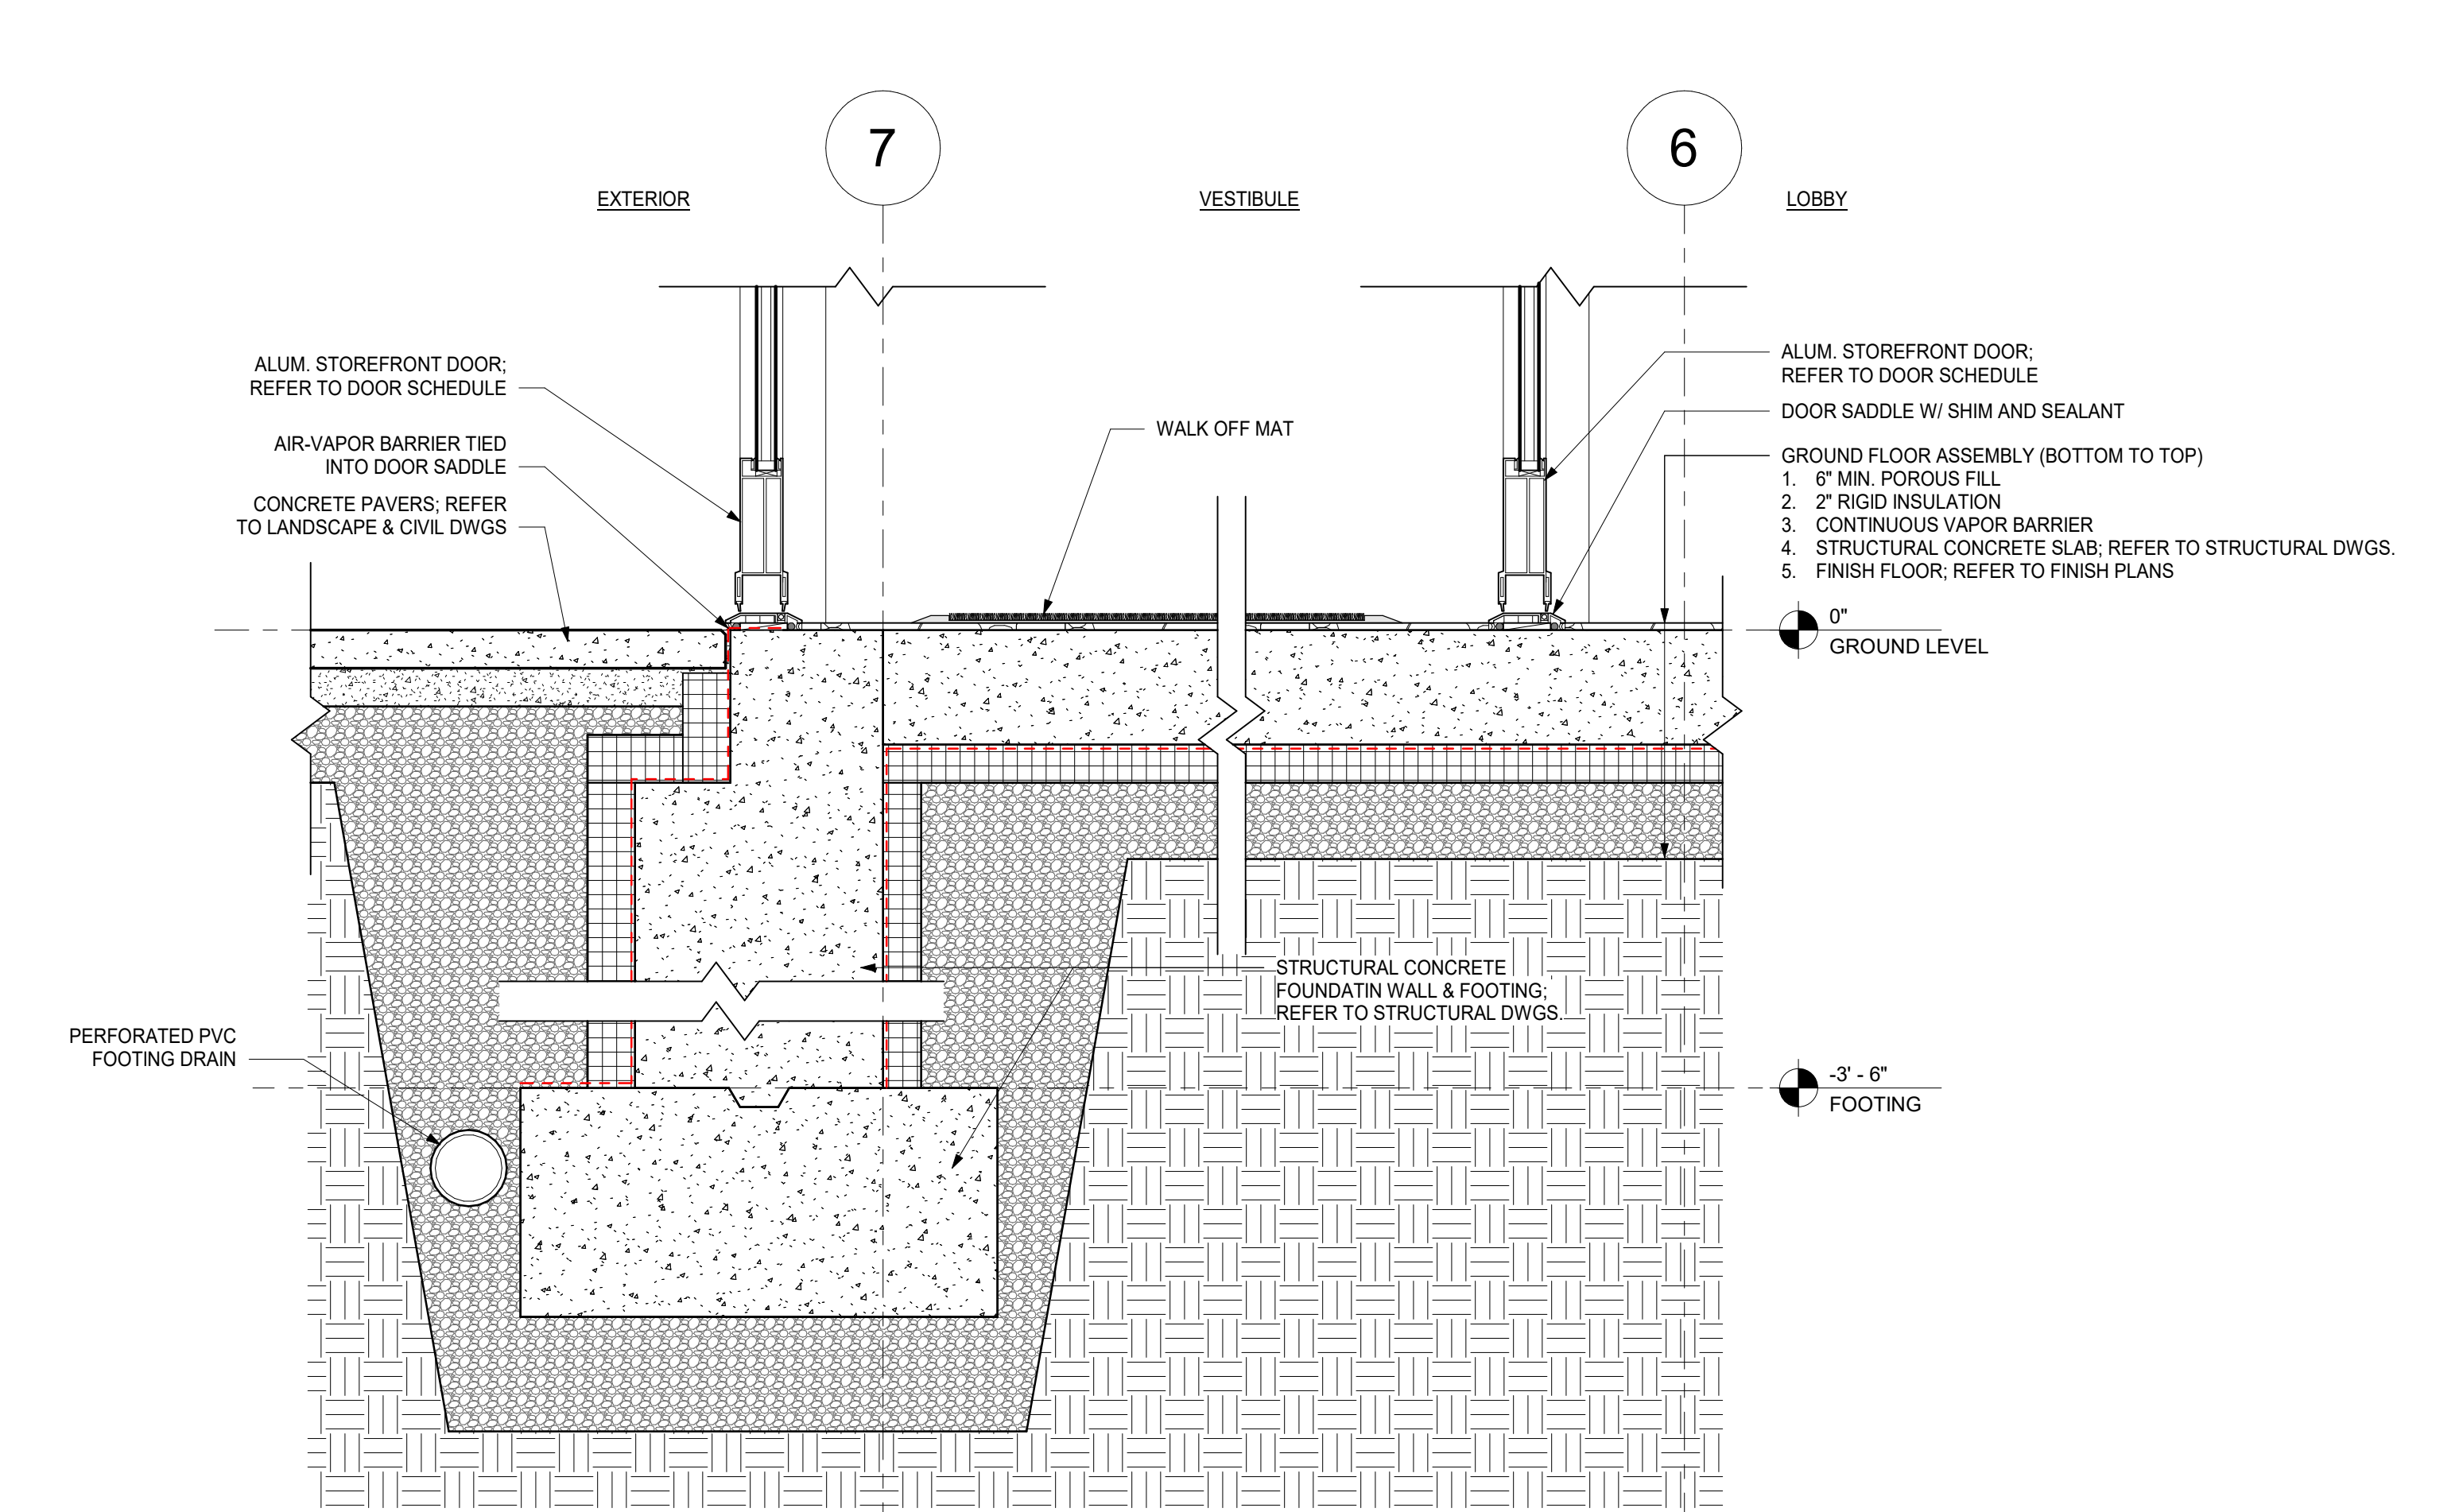 7
6
EXTERIOR
VESTIBULE
LOBBY
ALUM. STOREFRONT DOOR;
REFER TO DOOR SCHEDULE
AIR-VAPOR BARRIER TIED
INTO DOOR SADDLE
CONCRETE PAVERS; REFER
TO LANDSCAPE & CIVIL DWGS
WALK OFF MAT
ALUM. STOREFRONT DOOR;
REFER TO DOOR SCHEDULE
DOOR SADDLE W/ SHIM AND SEALANT
GROUND FLOOR ASSEMBLY (BOTTOM TO TOP)
1. 6" MIN. POROUS FILL
2. 2" RIGID INSULATION
3. CONTINUOUS VAPOR BARRIER
4. STRUCTURAL CONCRETE SLAB; REFER TO STRUCTURAL DWGS.
5. FINISH FLOOR; REFER TO FINISH PLANS
0"
GROUND LEVEL
STRUCTURAL CONCRETE
FOUNDATIN WALL & FOOTING;
REFER TO STRUCTURAL DWGS.
PERFORATED PVC
FOOTING DRAIN
-3' - 6"
FOOTING